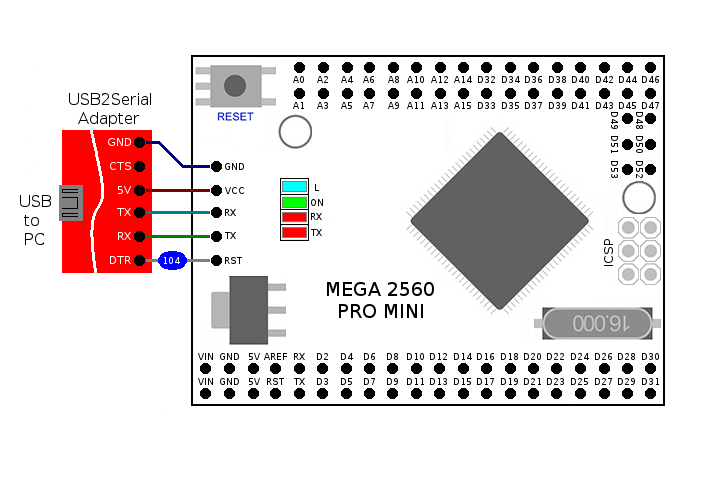 USB2Serial
Adapter
GND
CTS
5V
TX
RX
DTR
104
USB
to
PC
RESET
GND
VCC
RX
TX
RST
L
ON
RX
TX
A0 A2 A4 A6 A8 A10 A12 A14 D32 D34 D36 D38 D40 D42 D44 D46
A1 A3 A5 A7 A9 A11 A13 A15 D33 D35 D37 D39 D41 D43 D45 D47
D49 D48
D51 D50
D53 D52
ICSP
MEGA 2560
PRO MINI
16.000
VIN GND 5V AREF RX D2 D4 D6 D8 D10 D12 D14 D16 D18 D20 D22 D24 D26 D28 D30
VIN GND 5V RST TX D3 D5 D7 D9 D11 D13 D15 D17 D19 D21 D23 D25 D27 D29 D31